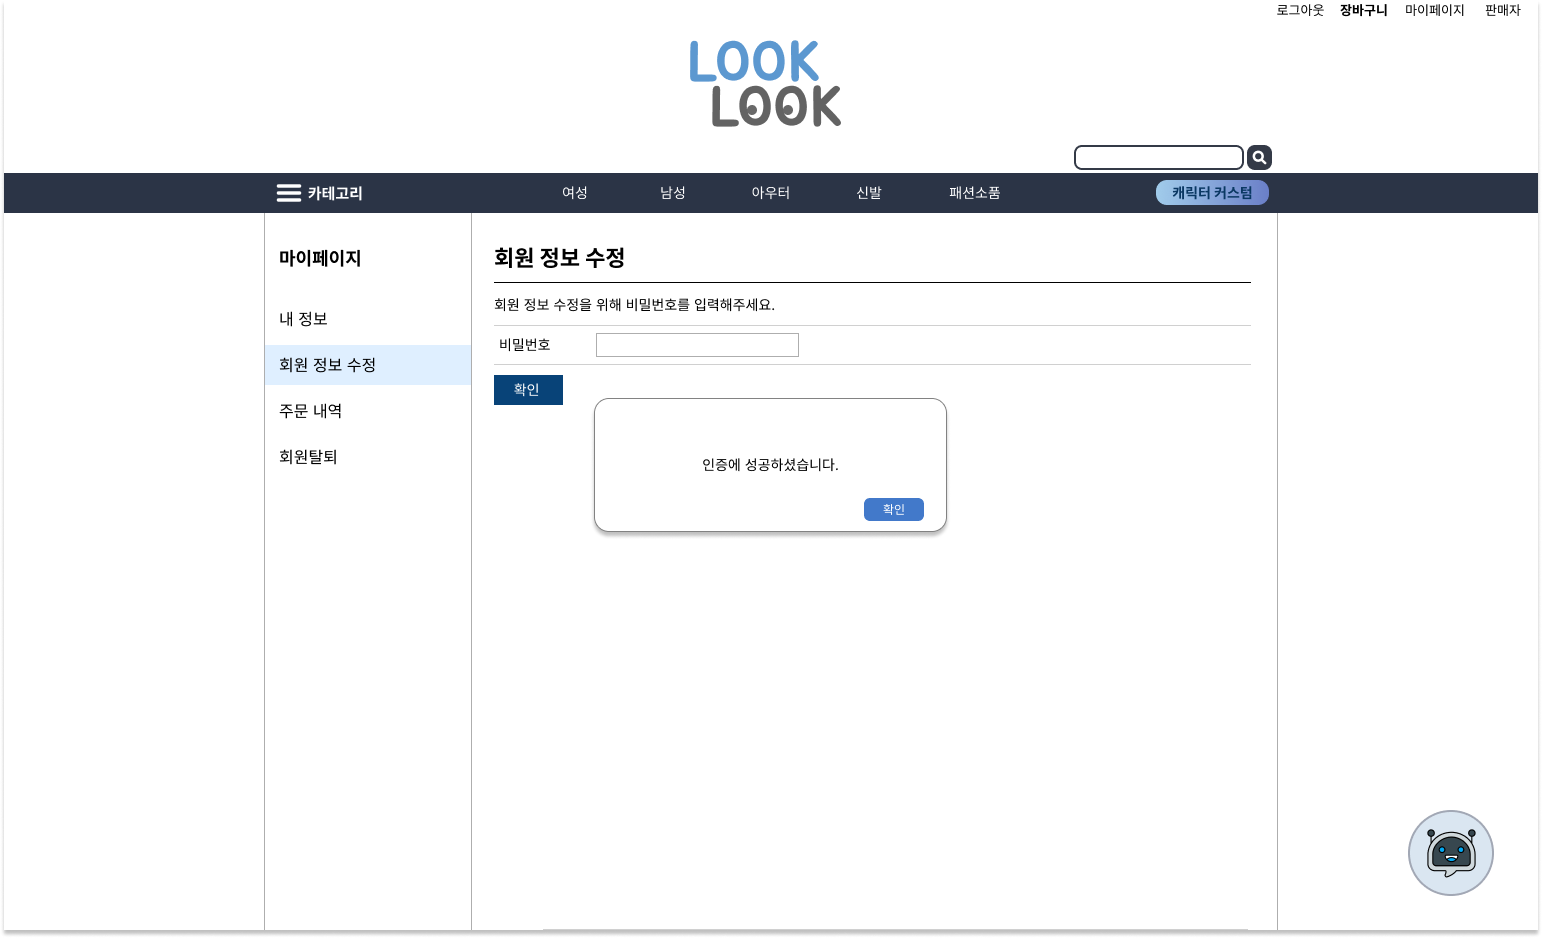 로그아웃 장바구니 마이페이지 판매자
LOOK
LOOK
카테고리 여성 남성 아우터 신발 패션소품 캐릭터 커스텀
마이페이지
내 정보
회원 정보 수정
주문 내역
회원탈퇴
회원 정보 수정
회원 정보 수정을 위해 비밀번호를 입력해주세요.
비밀번호
확인
인증에 성공하셨습니다.
확인